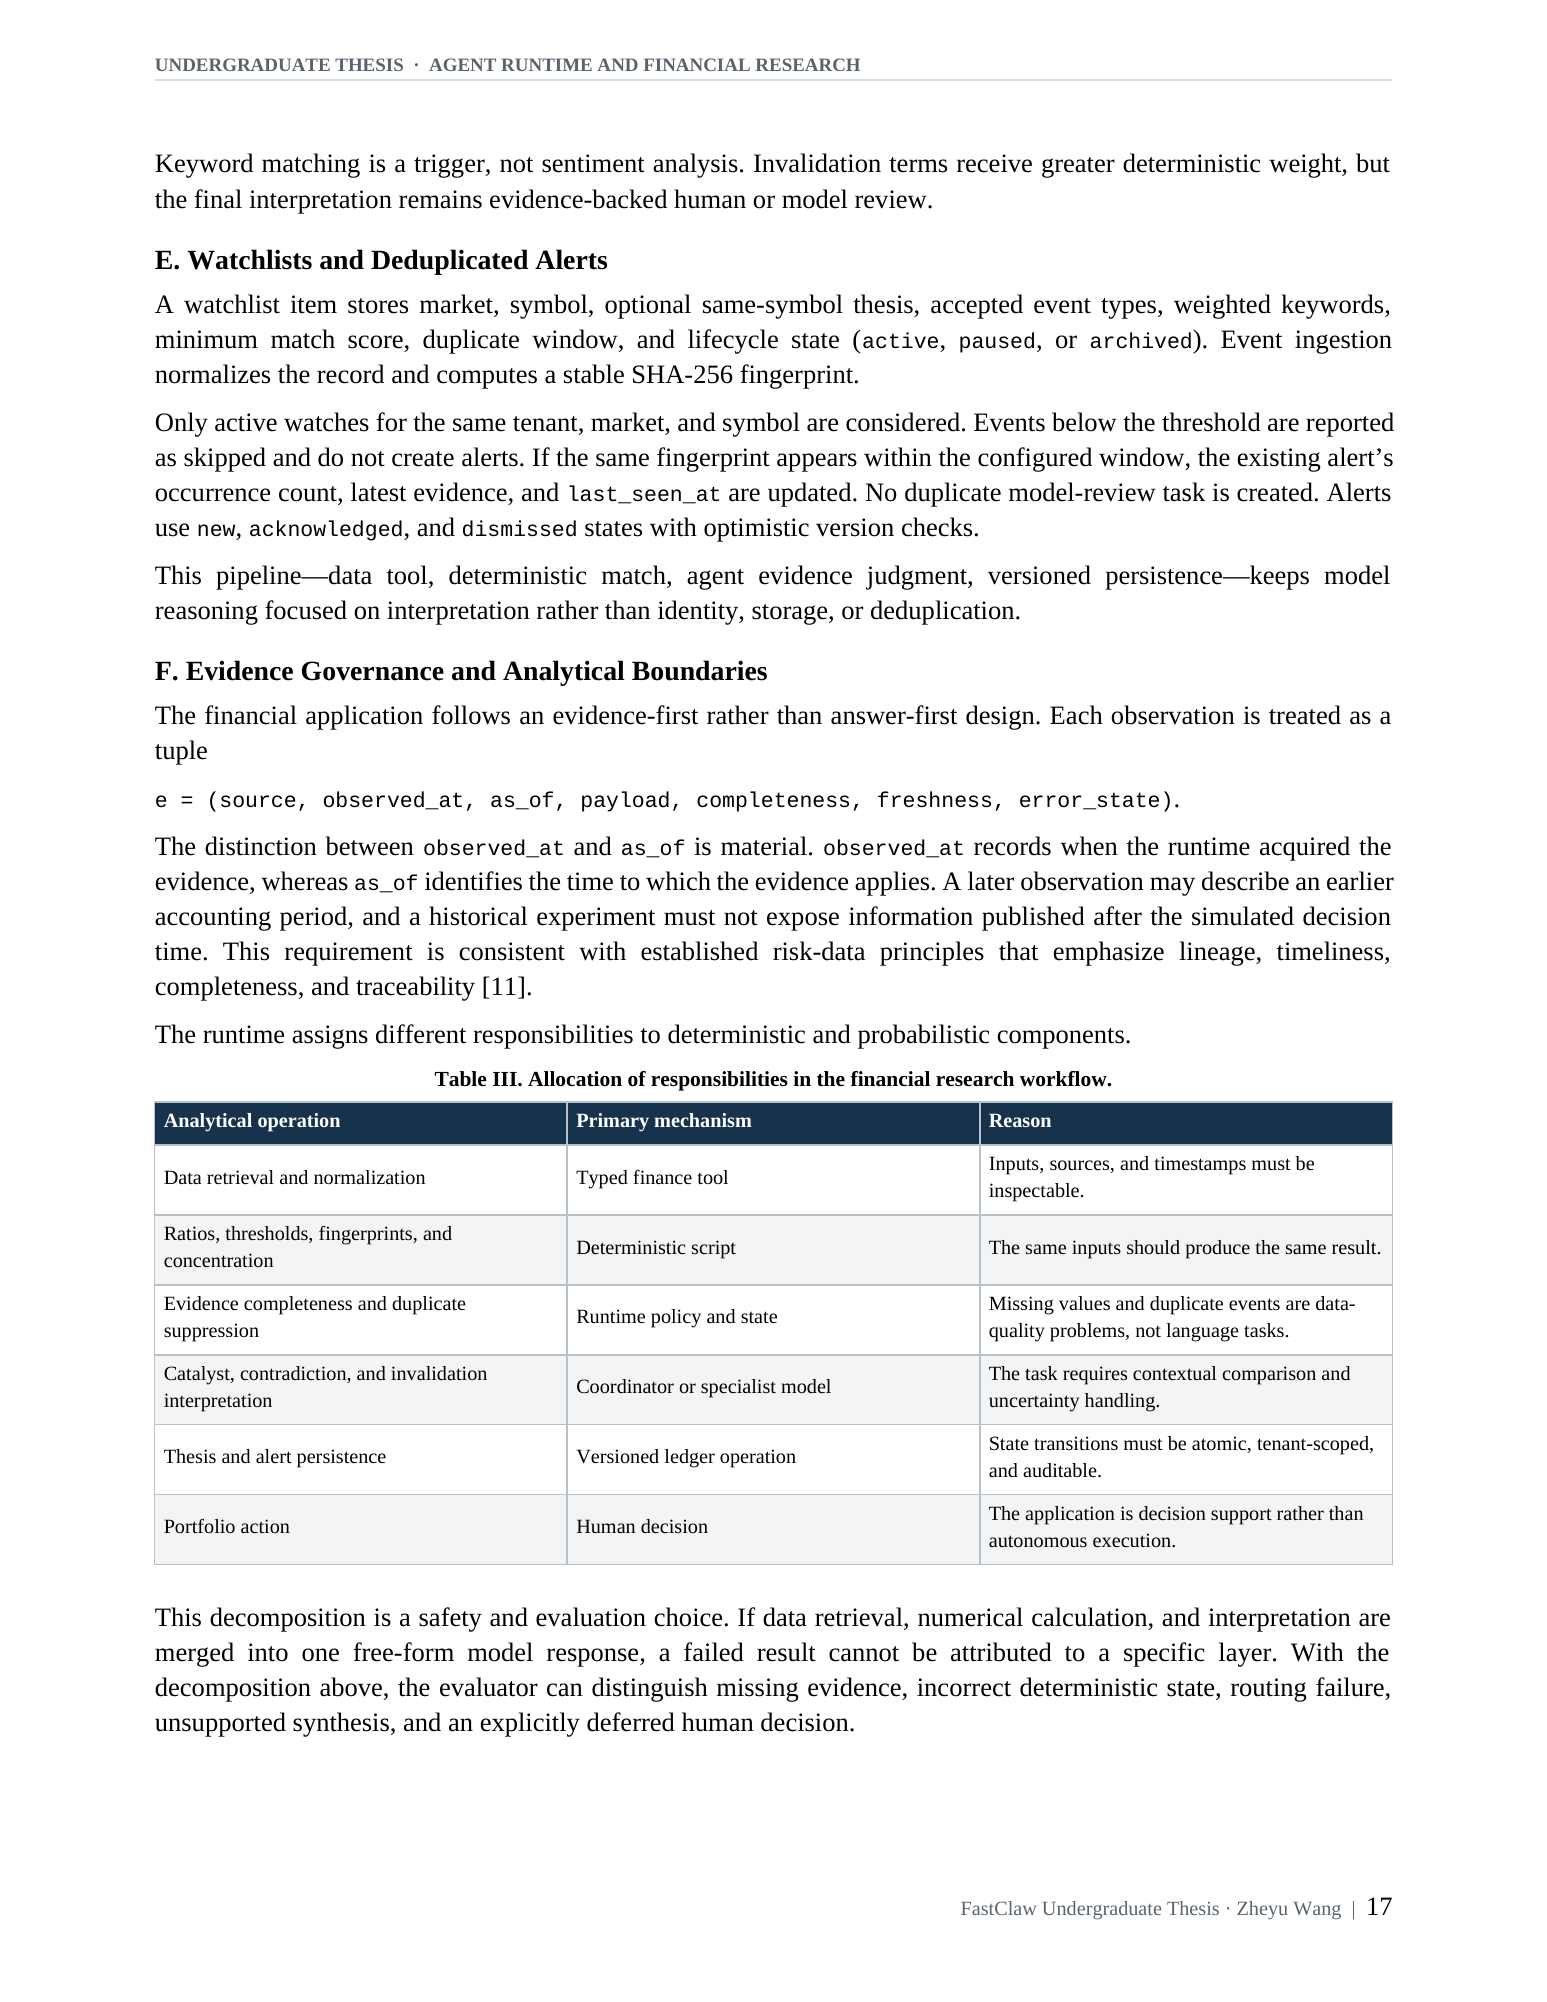 UNDERGRADUATE THESIS · AGENT RUNTIME AND FINANCIAL RESEARCH
Keyword matching is a trigger, not sentiment analysis. Invalidation terms receive greater deterministic weight, but
the final interpretation remains evidence-backed human or model review.
E. Watchlists and Deduplicated Alerts
A watchlist item stores market, symbol, optional same-symbol thesis, accepted event types, weighted keywords,
minimum match score, duplicate window, and lifecycle state (active, paused, or archived). Event ingestion
normalizes the record and computes a stable SHA-256 fingerprint.
Only active watches for the same tenant, market, and symbol are considered. Events below the threshold are reported
as skipped and do not create alerts. If the same fingerprint appears within the configured window, the existing alert’s
occurrence count, latest evidence, and last_seen_at are updated. No duplicate model-review task is created. Alerts
use new, acknowledged, and dismissed states with optimistic version checks.
This pipeline—data tool, deterministic match, agent evidence judgment, versioned persistence—keeps model
reasoning focused on interpretation rather than identity, storage, or deduplication.
F. Evidence Governance and Analytical Boundaries
The financial application follows an evidence-first rather than answer-first design. Each observation is treated as a
tuple
e = (source, observed_at, as_of, payload, completeness, freshness, error_state).
The distinction between observed_at and as_of is material. observed_at records when the runtime acquired the
evidence, whereas as_of identifies the time to which the evidence applies. A later observation may describe an earlier
accounting period, and a historical experiment must not expose information published after the simulated decision
time. This requirement is consistent with established risk-data principles that emphasize lineage, timeliness,
completeness, and traceability [11].
The runtime assigns different responsibilities to deterministic and probabilistic components.
Table III. Allocation of responsibilities in the financial research workflow.
Analytical operation
Primary mechanism
Reason
Data retrieval and normalization
Typed finance tool
Inputs, sources, and timestamps must be
inspectable.
Ratios, thresholds, fingerprints, and
concentration
Deterministic script
The same inputs should produce the same result.
Evidence completeness and duplicate
suppression
Runtime policy and state
Missing values and duplicate events are data-
quality problems, not language tasks.
Catalyst, contradiction, and invalidation
interpretation
Coordinator or specialist model
The task requires contextual comparison and
uncertainty handling.
Thesis and alert persistence
Versioned ledger operation
State transitions must be atomic, tenant-scoped,
and auditable.
Portfolio action
Human decision
The application is decision support rather than
autonomous execution.
This decomposition is a safety and evaluation choice. If data retrieval, numerical calculation, and interpretation are
merged into one free-form model response, a failed result cannot be attributed to a specific layer. With the
decomposition above, the evaluator can distinguish missing evidence, incorrect deterministic state, routing failure,
unsupported synthesis, and an explicitly deferred human decision.
FastClaw Undergraduate Thesis · Zheyu Wang | 17